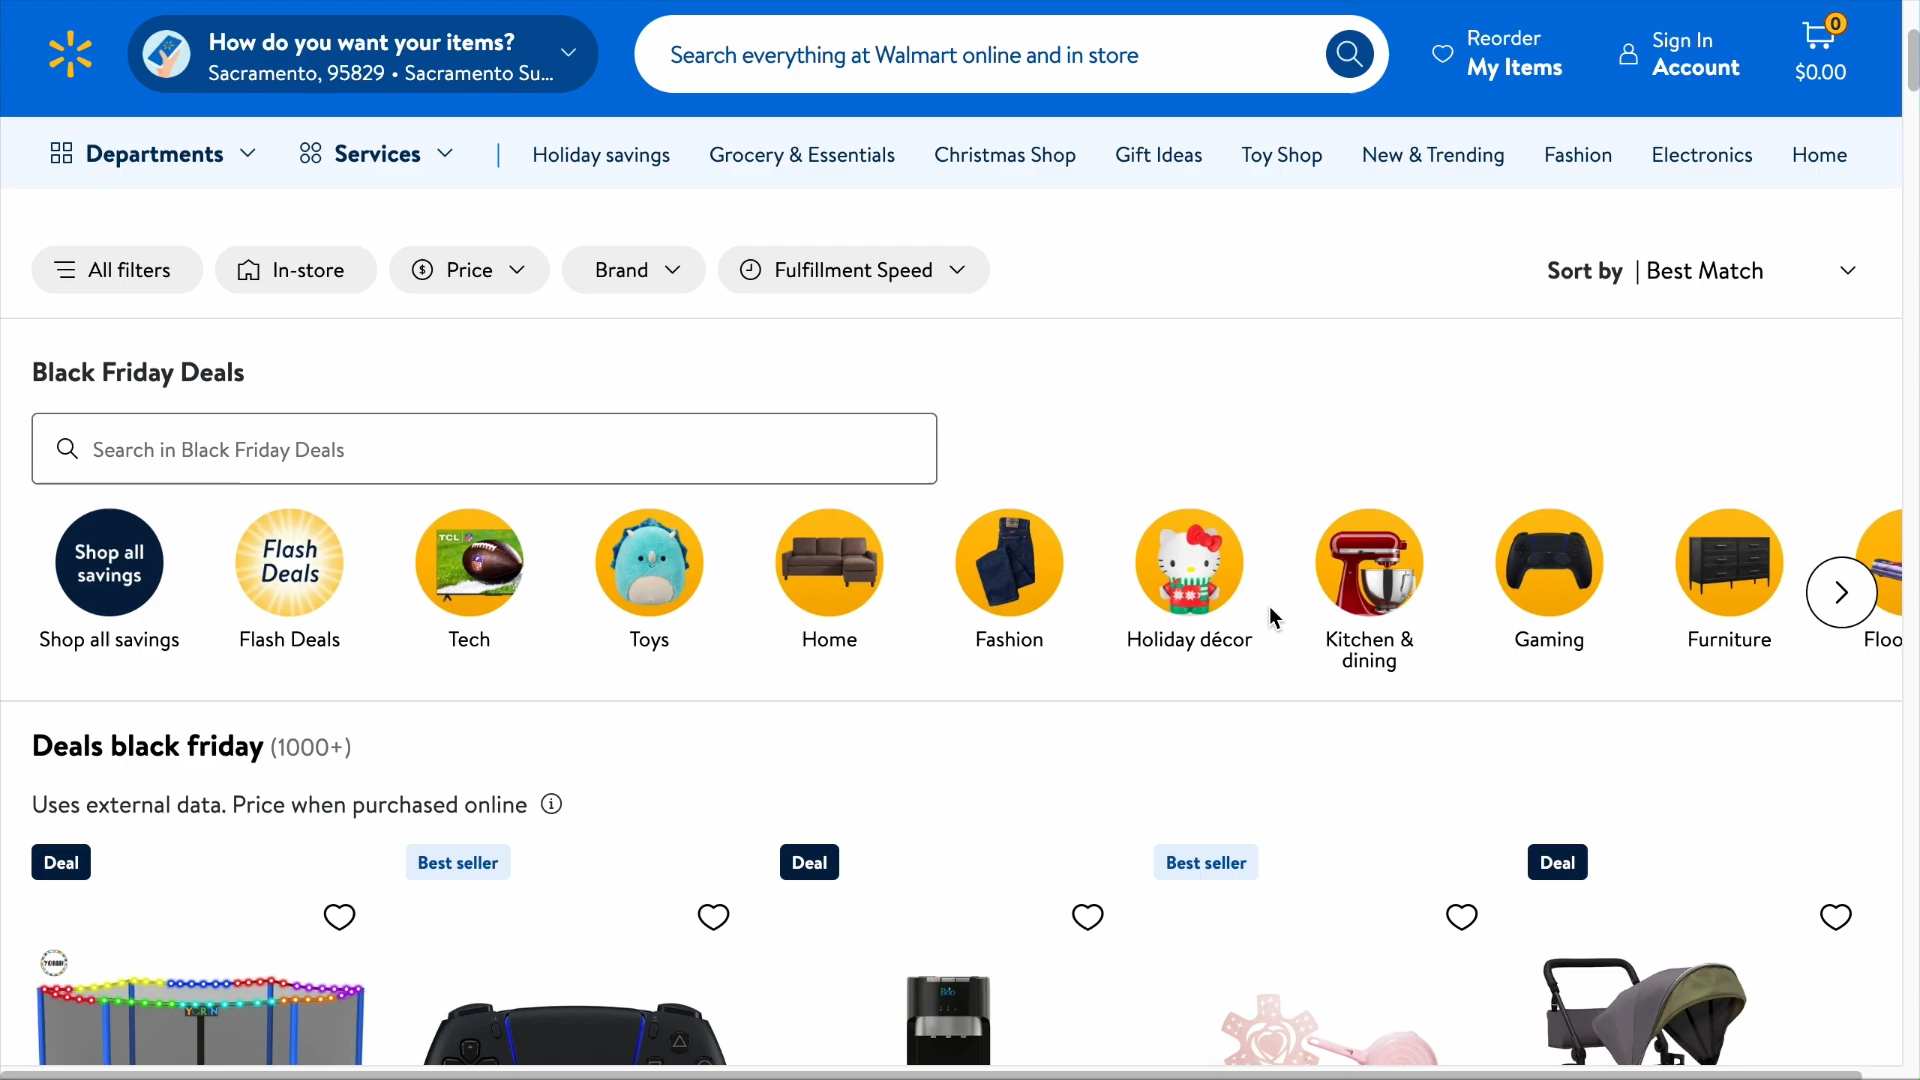 How do you want your items?
Sacramento, 95829 • Sacramento Su...
Search everything at Walmart online and in store
Reorder
My Items
Sign In
Account
0
$0.00
Departments
Services
Holiday savings
Grocery & Essentials
Christmas Shop
Gift Ideas
Toy Shop
New & Trending
Fashion
Electronics
Home
All filters
In-store
Price
Brand
Fulfillment Speed
Sort by | Best Match
Black Friday Deals
Search in Black Friday Deals
Shop all
savings
Flash
Deals
TCL
Shop all savings
Flash Deals
Tech
Toys
Home
Fashion
Holiday décor
Kitchen &
dining
Gaming
Furniture
Floo
Deals black friday (1000+)
Uses external data. Price when purchased online
Deal
Best seller
Deal
Best seller
Deal
YORIN
Brio